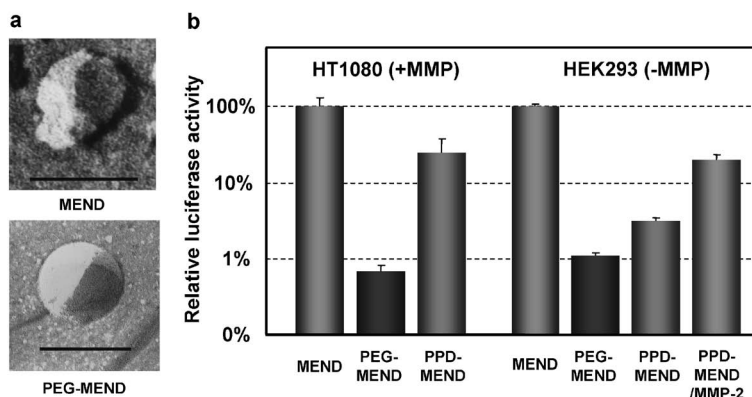 a
MEND
PEG-MEND
b
HT1080 (+MMP)
HEK293 (-MMP)
Relative luciferase activity
100%
10%
1%
0%
MEND
PEG-
MEND
PPD-
MEND
MEND
PEG-
MEND
PPD-
MEND
PPD-
MEND
/MMP-2